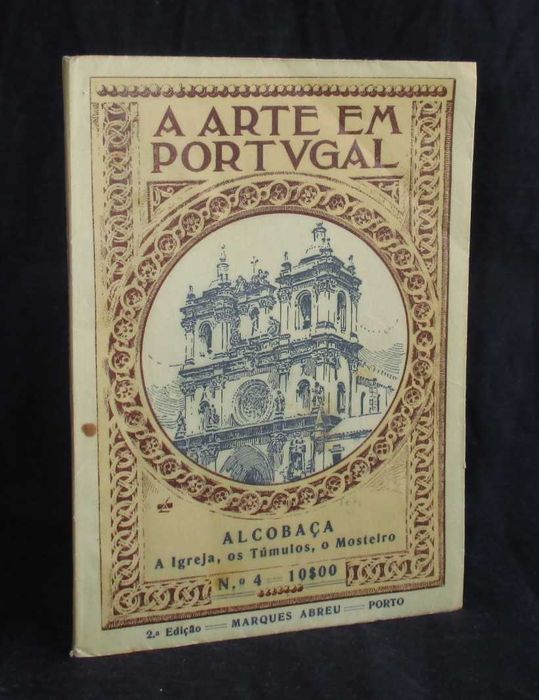 A ARTE EM
PORTVGAL
ALCOBAÇA
A Igreja, os Túmulos, o Mosteiro
N.º 4 — 10$00
2.ª Edição — MARQUES ABREU — PORTO